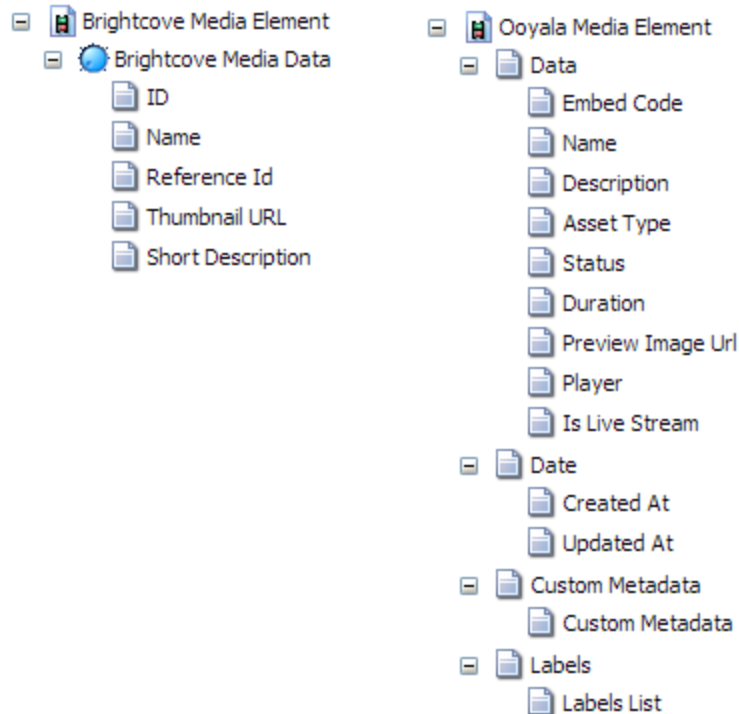 Brightcove Media Element
Brightcove Media Data
ID
Name
Reference Id
Thumbnail URL
Short Description
Ooyala Media Element
Data
Embed Code
Name
Description
Asset Type
Status
Duration
Preview Image Url
Player
Is Live Stream
Date
Created At
Updated At
Custom Metadata
Custom Metadata
Labels
Labels List